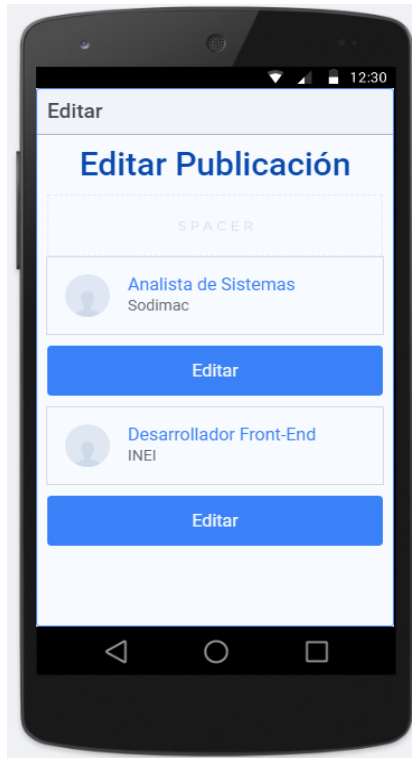 12:30
Editar
Editar Publicación
SPACER
Analista de Sistemas
Sodimac
Editar
Desarrollador Front-End
INEI
Editar